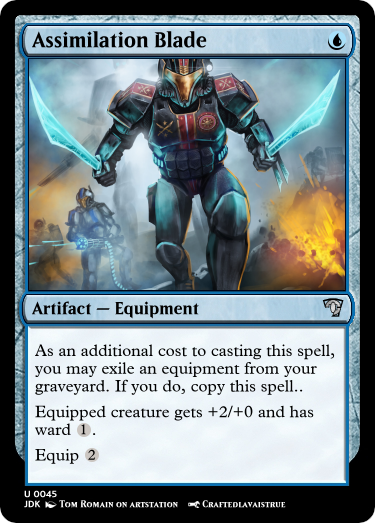 Assimilation Blade
Artifact — Equipment
As an additional cost to casting this spell,
you may exile an equipment from your
graveyard. If you do, copy this spell..
Equipped creature gets +2/+0 and has
ward 1.
Equip 2
U 0045
JDK Tom Romain on artstation Craftedlavaistrue